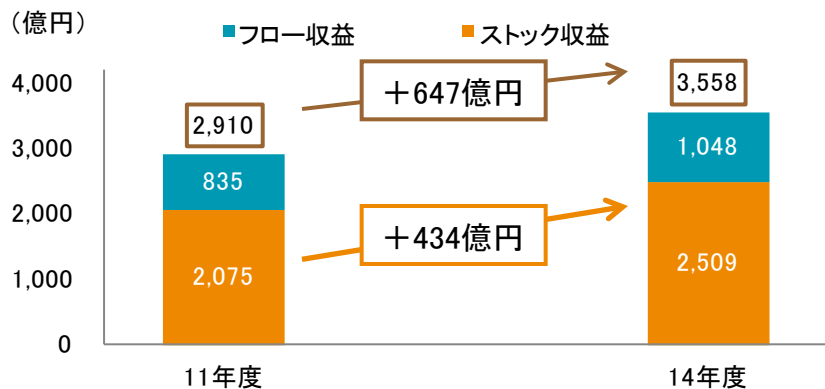 （億円）
■フロー収益 ■ストック収益
4,000
3,000
2,000
1,000
0
＋647億円
＋434億円
2,910
835
2,075
3,558
1,048
2,509
11年度 14年度